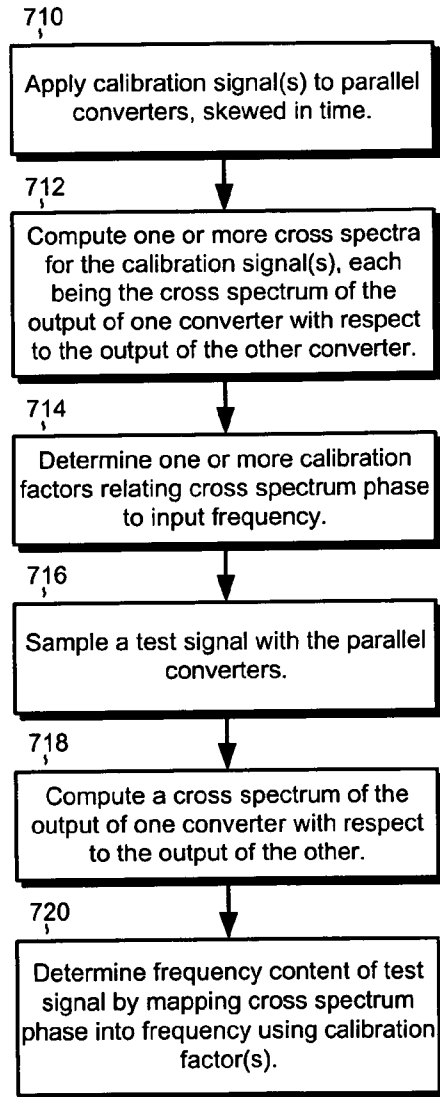 710
Apply calibration signal(s) to parallel
converters, skewed in time.
712
Compute one or more cross spectra
for the calibration signal(s), each
being the cross spectrum of the
output of one converter with respect
to the output of the other converter.
714
Determine one or more calibration
factors relating cross spectrum phase
to input frequency.
716
Sample a test signal with the parallel
converters.
718
Compute a cross spectrum of the
output of one converter with respect
to the output of the other.
720
Determine frequency content of test
signal by mapping cross spectrum
phase into frequency using calibration
factor(s).